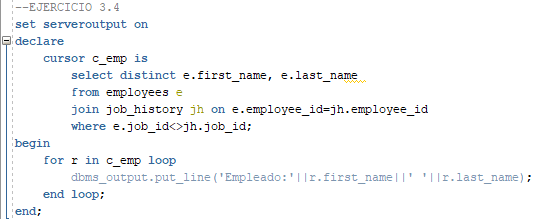 --EJERCICIO 3.4
set serveroutput on
declare
    cursor c_emp is
        select distinct e.first_name, e.last_name
        from employees e
        join job_history jh on e.employee_id=jh.employee_id
        where e.job_id<>jh.job_id;
begin
    for r in c_emp loop
        dbms_output.put_line('Empleado:'||r.first_name||' '||r.last_name);
    end loop;
end;